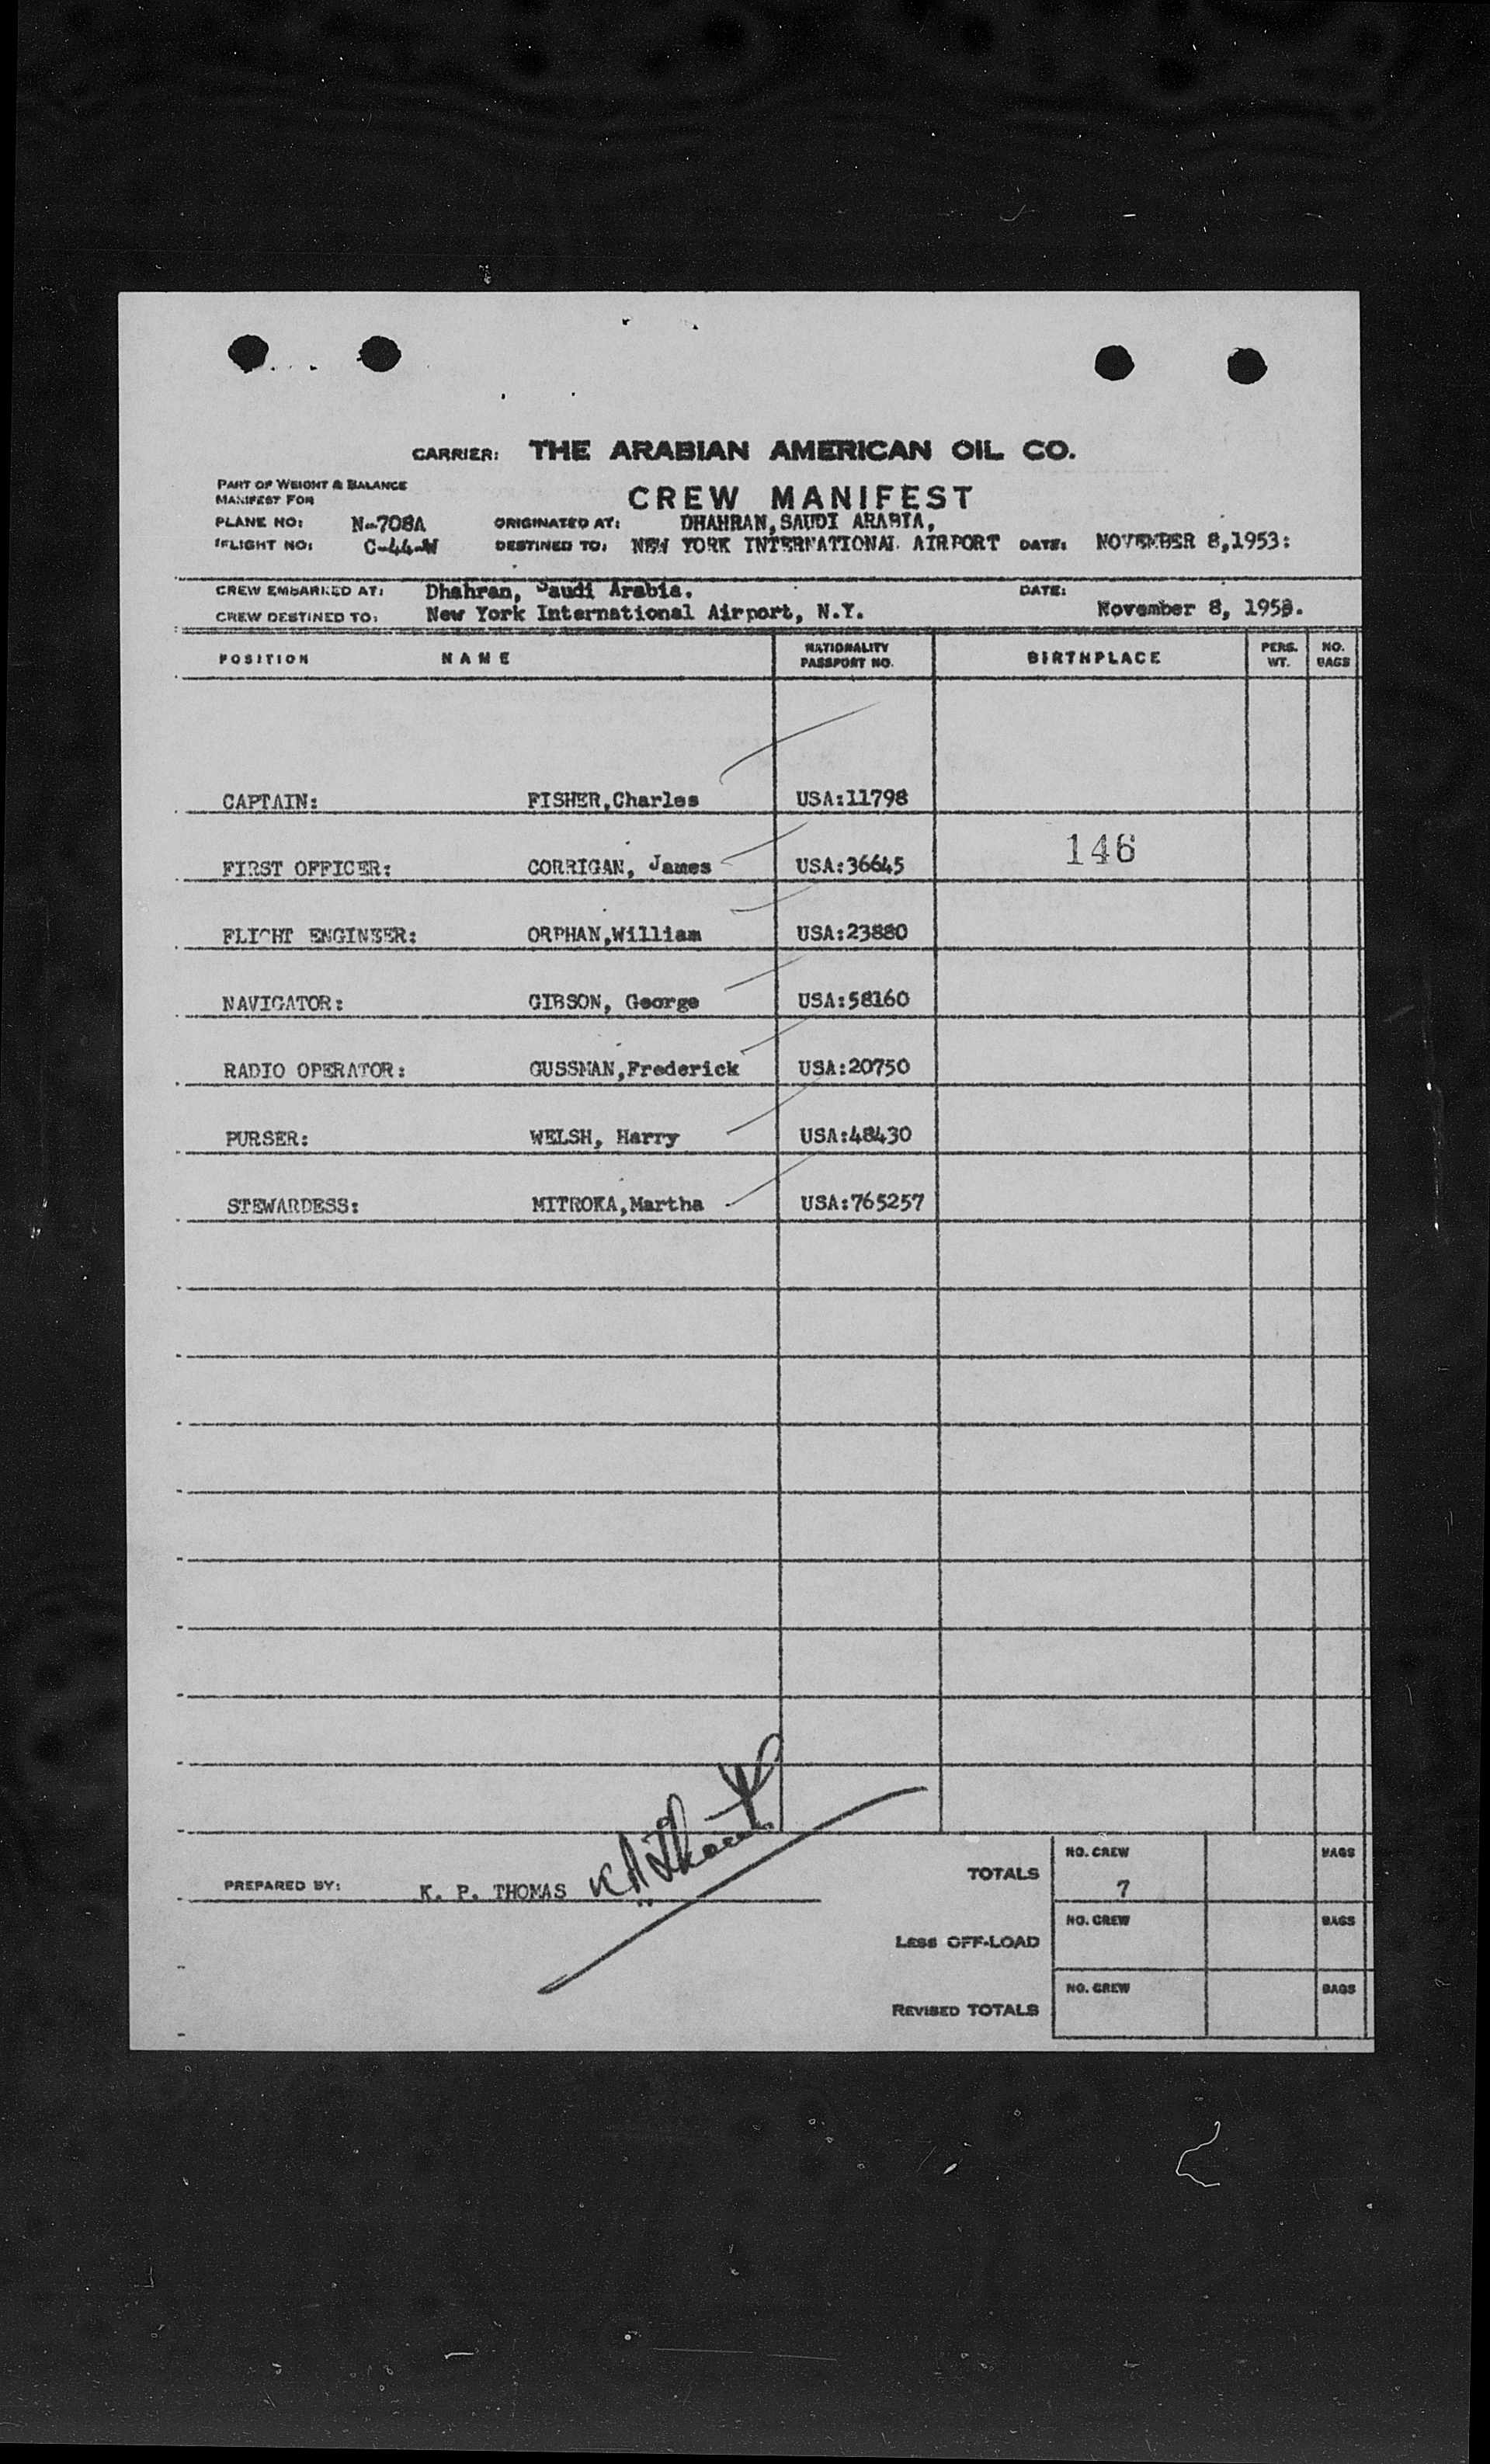 CARRIER: THE ARABIAN AMERICAN OIL CO.
PART OF WEIGHT & BALANCE
MANIFEST FOR
CREW MANIFEST
PLANE NO: N-708A ORIGINATED AT: DHAHRAN,SAUDI ARABIA,
FLIGHT NO: C-44-W DESTINED TO: NEW YORK INTERNATIONAL AIRPORT DATE: NOVEMBER 8,1953:
CREW EMBARKED AT: Dhahran, Saudi Arabia. DATE:
CREW DESTINED TO: New York International Airport, N.Y. November 8, 1953.
POSITION NAME NATIONALITY PASSPORT NO. BIRTHPLACE PERS. WT. NO. BAGS
CAPTAIN: FISHER,Charles USA:11798
146
FIRST OFFICER: CORRIGAN, James USA:36645
FLIGHT ENGINEER: ORPHAN,William USA:23880
NAVIGATOR: GIBSON, George USA:58160
RADIO OPERATOR: GUSSMAN,Frederick USA:20750
PURSER: WELSH, Harry USA:48430
STEWARDESS: MITROKA,Martha USA:765257
PREPARED BY: K. P. THOMAS KPThomas
TOTALS NO. CREW 7 BAGS
LESS OFF-LOAD NO. CREW BAGS
REVISED TOTALS NO. CREW BAGS